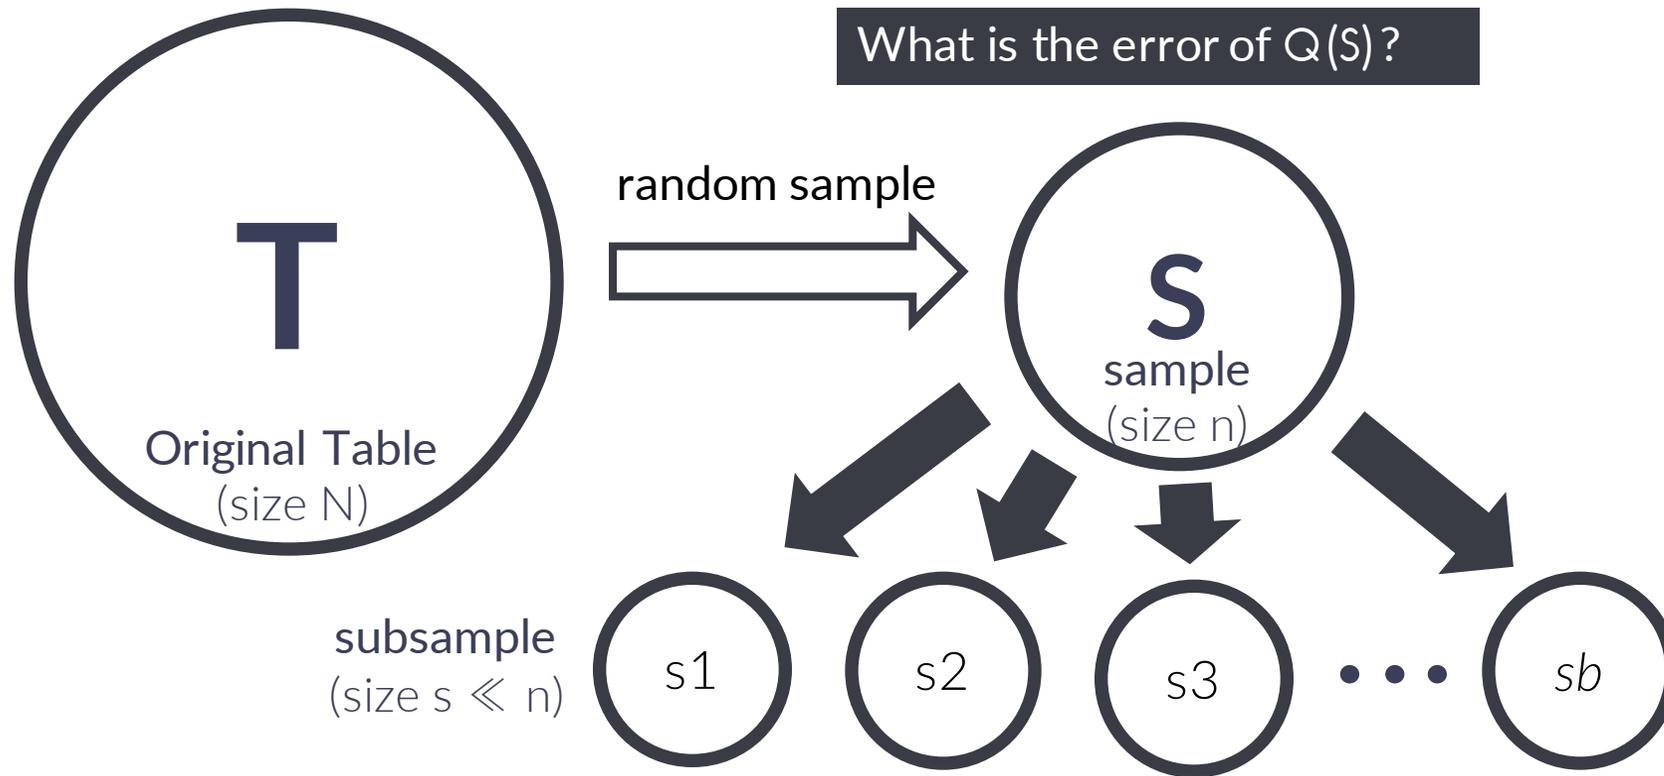 What is the error of Q(S)?
random sample
T
Original Table
(size N)
S
sample
(size n)
subsample
(size s ≪ n)
s1
s2
s3
• • •
sb